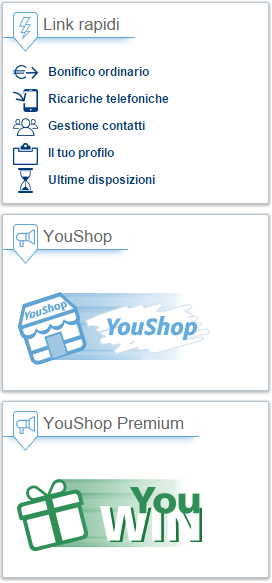 Link rapidi
Bonifico ordinario
Ricariche telefoniche
Gestione contatti
Il tuo profilo
Ultime disposizioni
YouShop
YouShop
YouShop
YouShop Premium
You
WIN